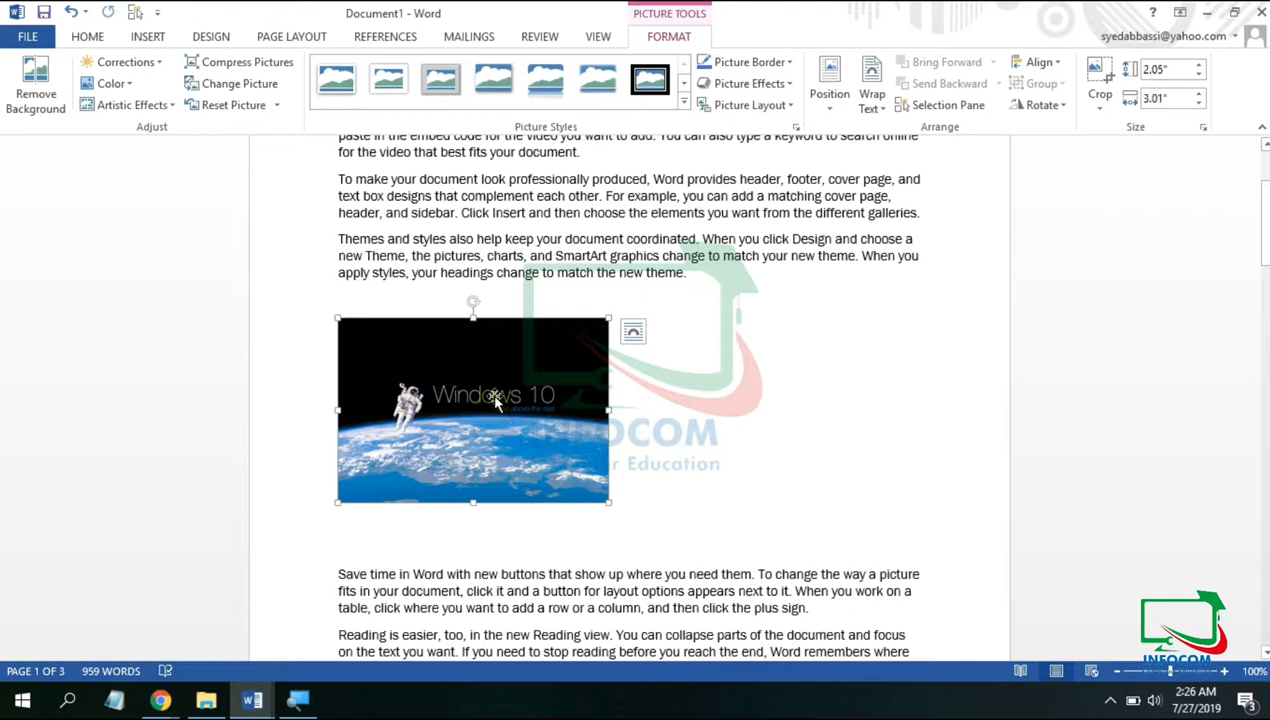 Document1 - Word
PICTURE TOOLS
FILE
HOME
INSERT
DESIGN
PAGE LAYOUT
REFERENCES
MAILINGS
REVIEW
VIEW
FORMAT
syedabbassi@yahoo.com
Remove Background
Corrections
Color
Artistic Effects
Compress Pictures
Change Picture
Reset Picture
Adjust
Picture Styles
Picture Border
Picture Effects
Picture Layout
Position
Wrap Text
Bring Forward
Send Backward
Selection Pane
Align
Group
Rotate
Arrange
Crop
2.05"
3.01"
Size
paste in the embed code for the video you want to add. You can also type a keyword to search online
for the video that best fits your document.
To make your document look professionally produced, Word provides header, footer, cover page, and
text box designs that complement each other. For example, you can add a matching cover page,
header, and sidebar. Click Insert and then choose the elements you want from the different galleries.
Themes and styles also help keep your document coordinated. When you click Design and choose a
new Theme, the pictures, charts, and SmartArt graphics change to match your new theme. When you
apply styles, your headings change to match the new theme.
Windows 10
above the rest
INFOCOM
Education
Save time in Word with new buttons that show up where you need them. To change the way a picture
fits in your document, click it and a button for layout options appears next to it. When you work on a
table, click where you want to add a row or a column, and then click the plus sign.
Reading is easier, too, in the new Reading view. You can collapse parts of the document and focus
on the text you want. If you need to stop reading before you reach the end, Word remembers where
INFOCOM
PAGE 1 OF 3
959 WORDS
100%
2:26 AM
7/27/2019
3